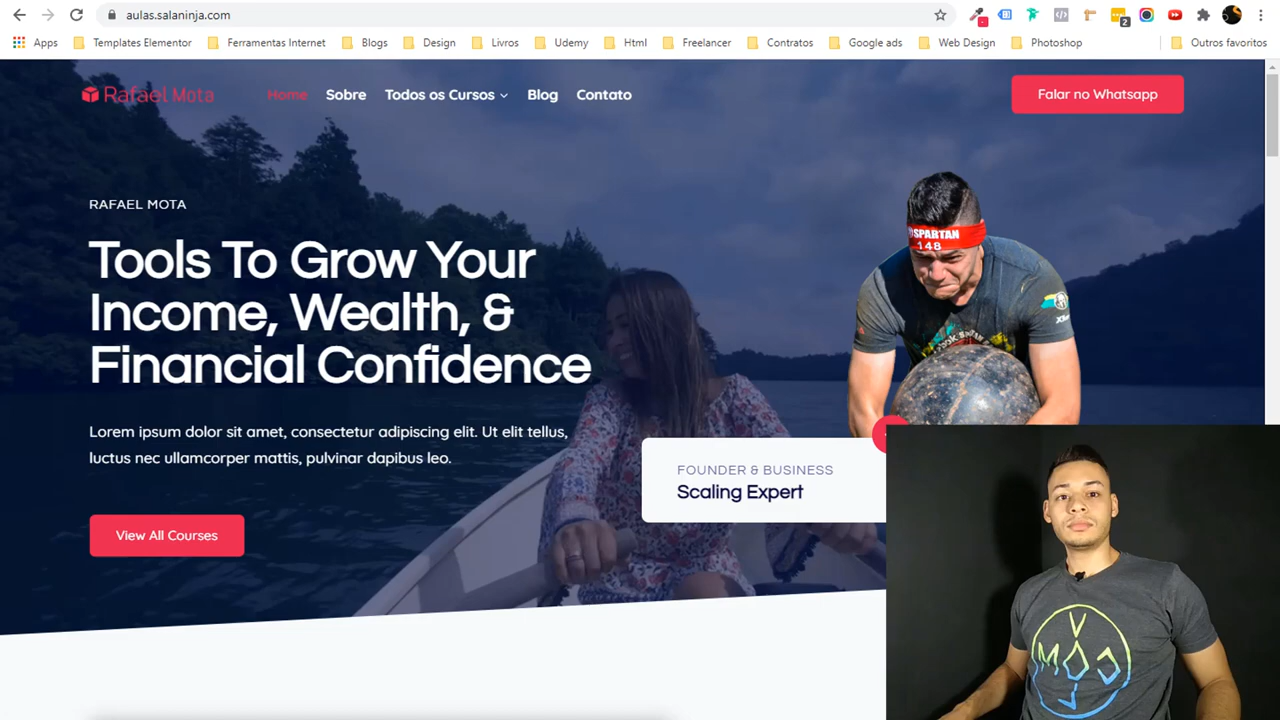 aulas.salaninja.com
2
Apps
Templates Elementor
Ferramentas Internet
Blogs
Design
Livros
Udemy
Html
Freelancer
Contratos
Google ads
Web Design
Photoshop
Outros favoritos
Rafael Mota
Home
Sobre
Todos os Cursos
Blog
Contato
Falar no Whatsapp
RAFAEL MOTA
Tools To Grow Your
Income, Wealth, &
Financial Confidence
Lorem ipsum dolor sit amet, consectetur adipiscing elit. Ut elit tellus,
luctus nec ullamcorper mattis, pulvinar dapibus leo.
View All Courses
SPARTAN
148
FOUNDER & BUSINESS
Scaling Expert